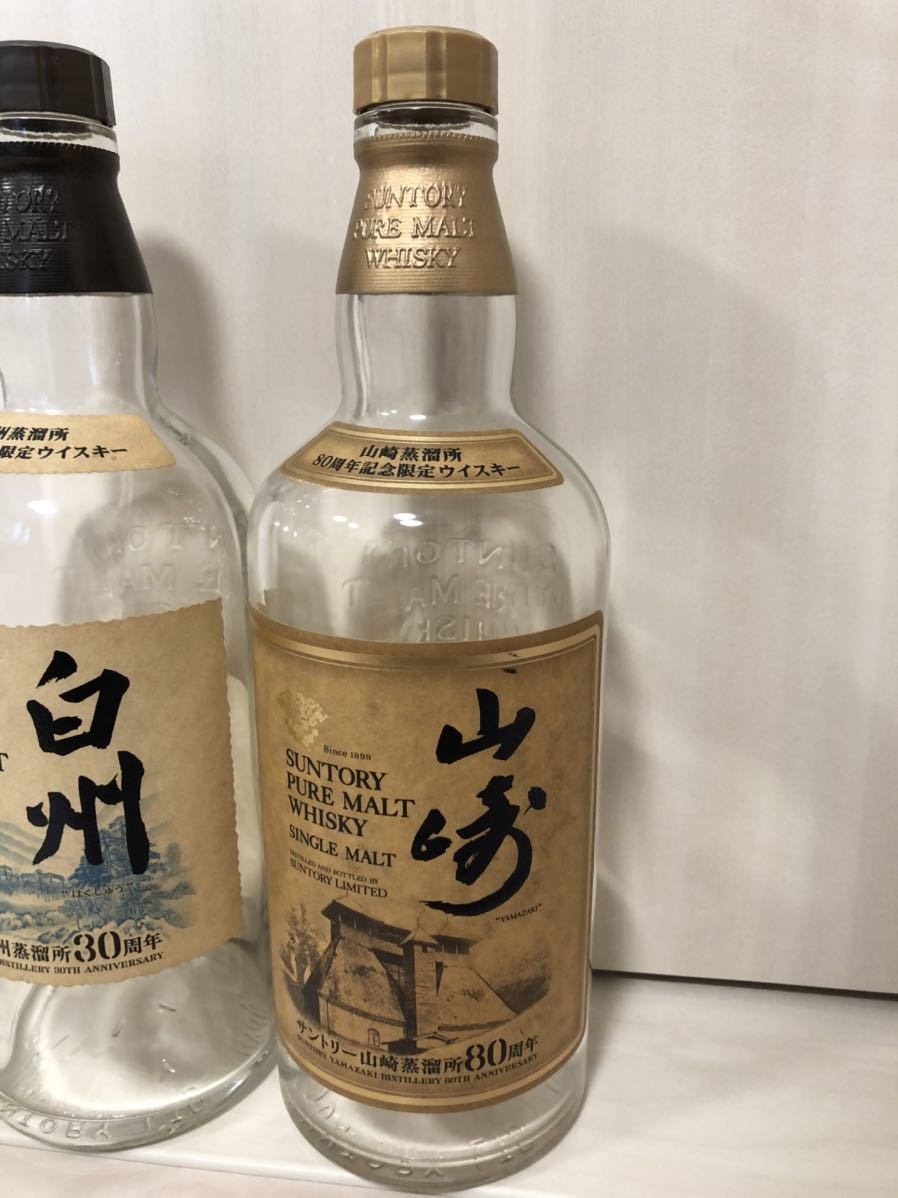 MALT
州蒸溜所
限定ウイスキー
白州
"はくしゅう"
州蒸溜所30周年
DISTILLERY 30TH ANNIVERSARY
SUNTORY
PURE MALT
WHISKY
山崎蒸溜所
80周年記念限定ウイスキー
山崎
Since 1899
SUNTORY
PURE MALT
WHISKY
SINGLE MALT
DISTILLED AND BOTTLED BY
SUNTORY LIMITED
"YAMAZAKI"
サントリー山崎蒸溜所80周年
SUNTORY YAMAZAKI DISTILLERY 80TH ANNIVERSARY